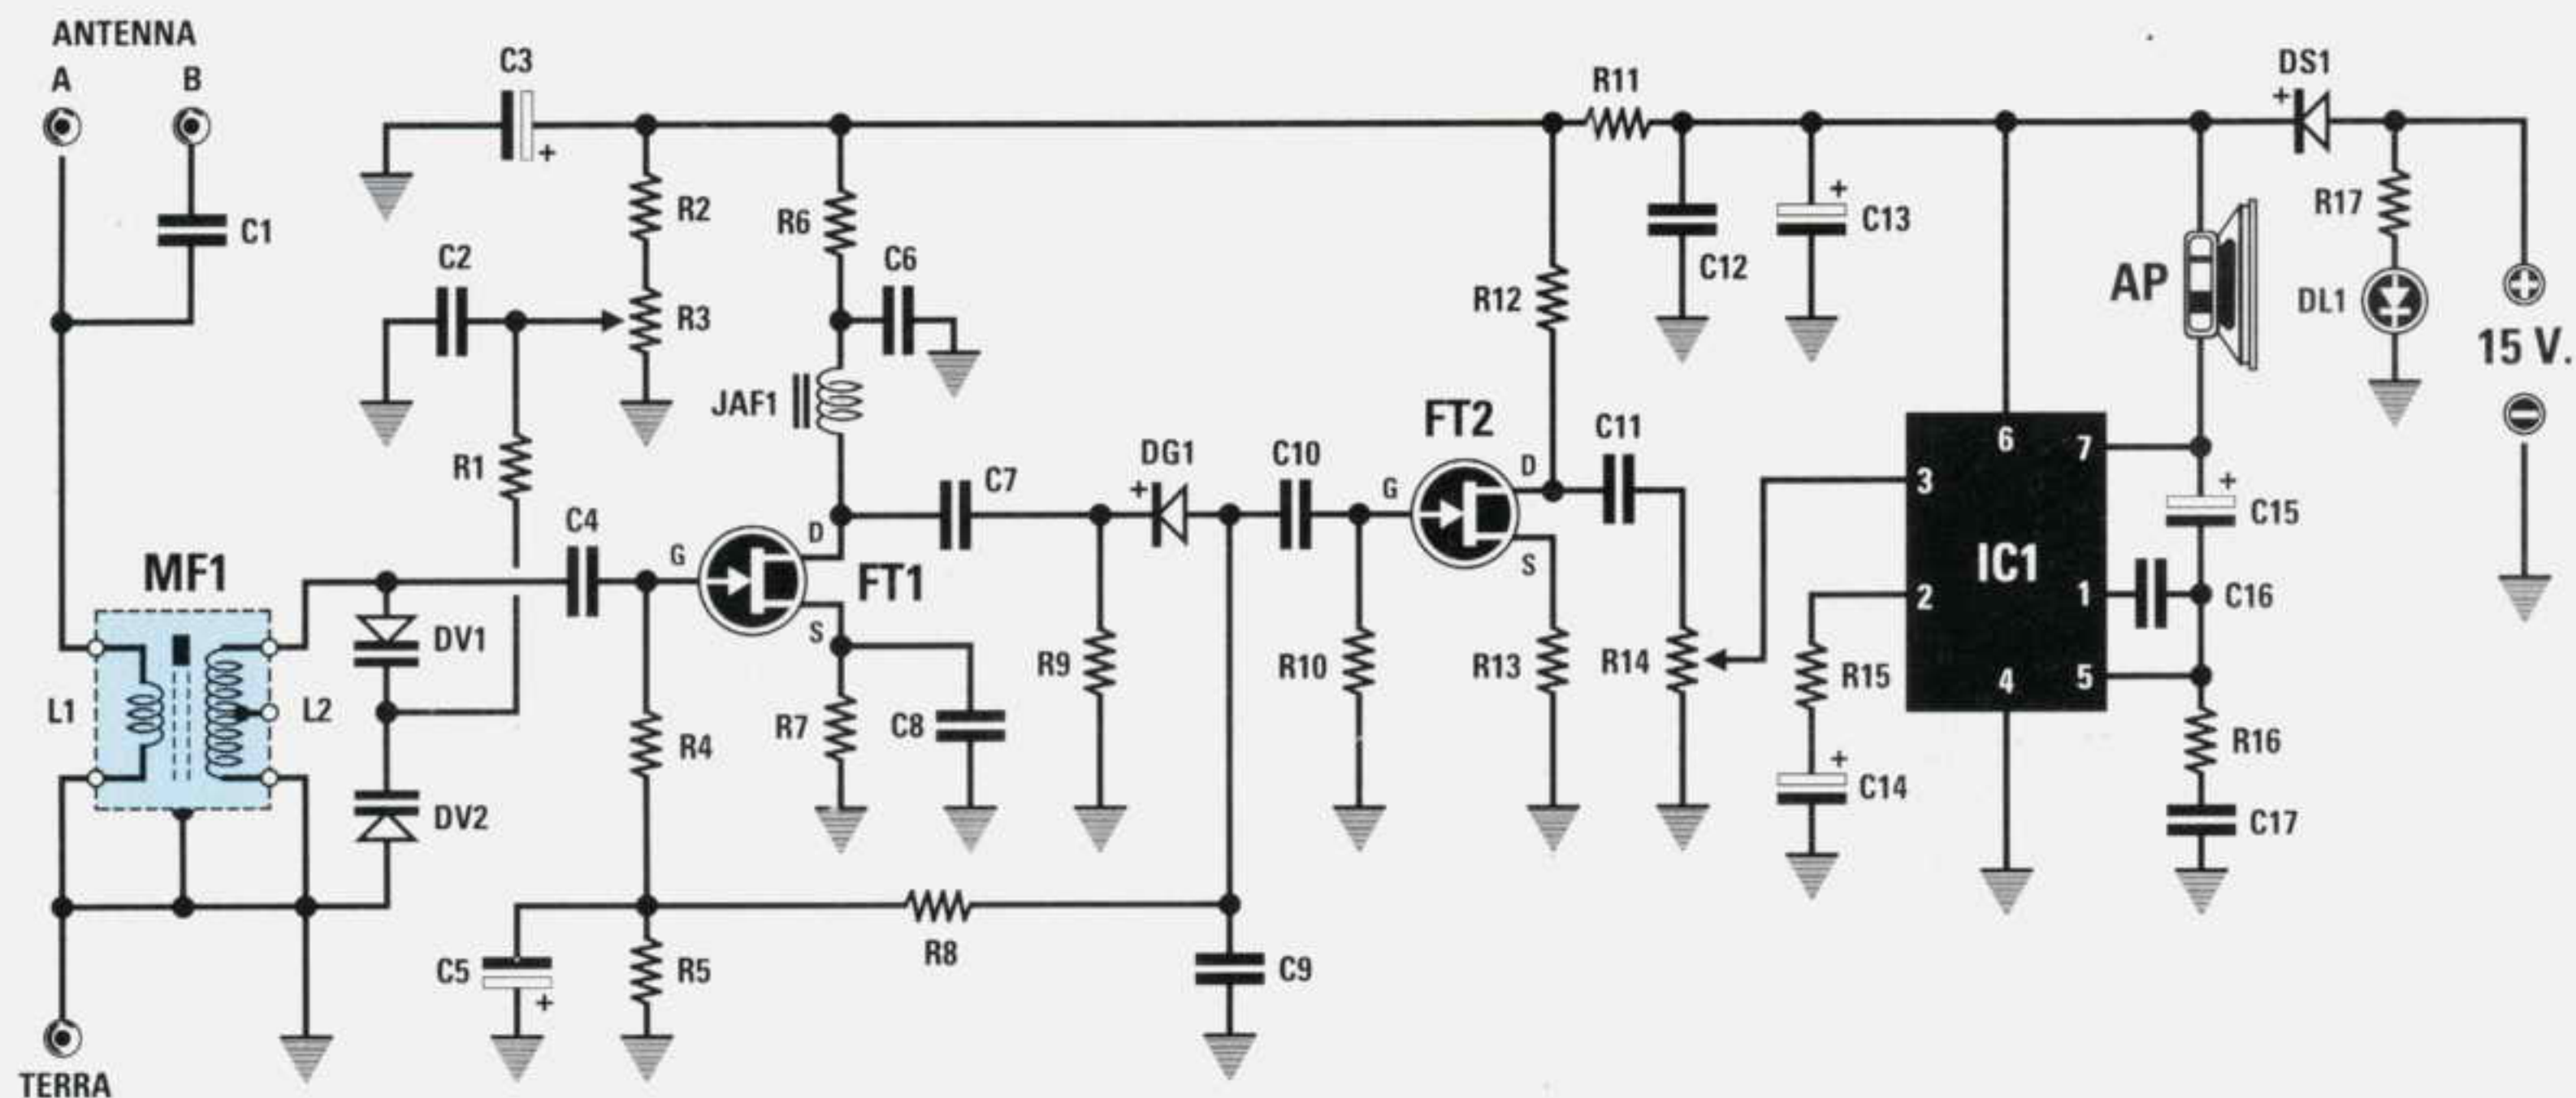 ANTENNA
A
B
C1
C3
+
R2
R3
C2
R1
R6
C6
JAF1
C4
G
D
S
FT1
C7
DG1
+
C10
FT2
G
D
S
R11
R12
C11
C12
+
C13
DS1
+
R17
DL1
AP
15 V.
MF1
L1
L2
DV1
DV2
R4
R7
C8
R9
R10
R13
R14
R15
+
C14
IC1
6
7
3
2
1
4
5
+
C15
C16
R16
C17
C5
+
R5
R8
C9
TERRA